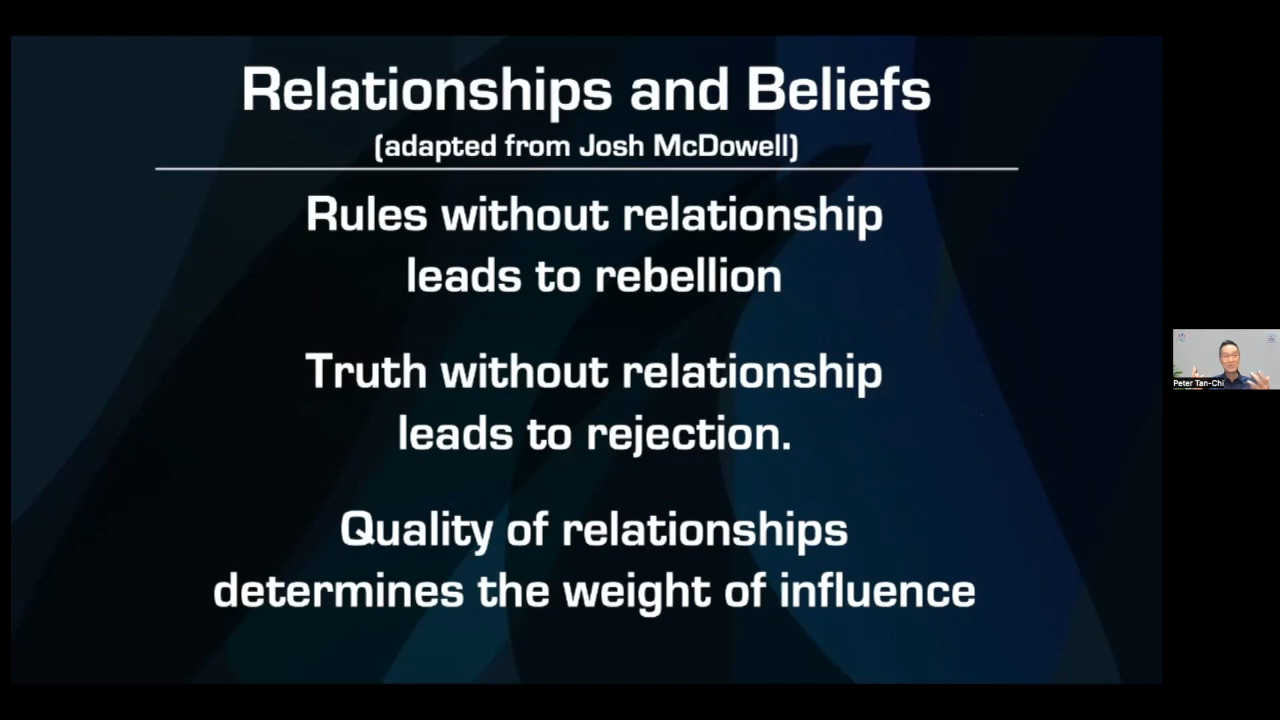 Relationships and Beliefs
(adapted from Josh McDowell)
Rules without relationship
leads to rebellion
Truth without relationship
leads to rejection.
Quality of relationships
determines the weight of influence
Peter Tan-Chi